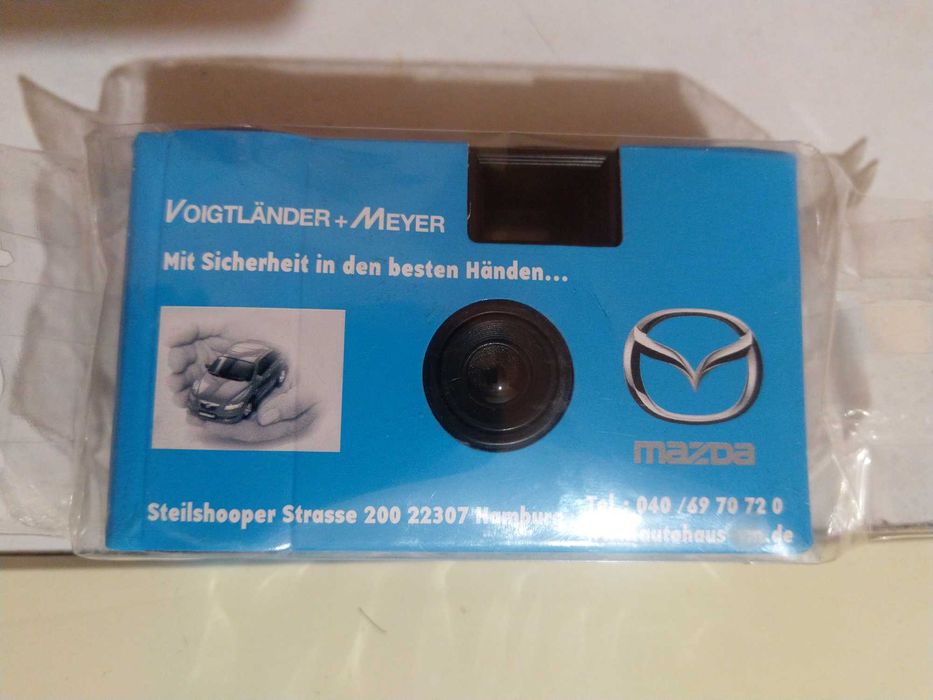 VOIGTLÄNDER + MEYER
Mit Sicherheit in den besten Händen...
mazda
Steilshooper Strasse 200 22307 Hamburg
Tel.: 040 /69 70 72 0